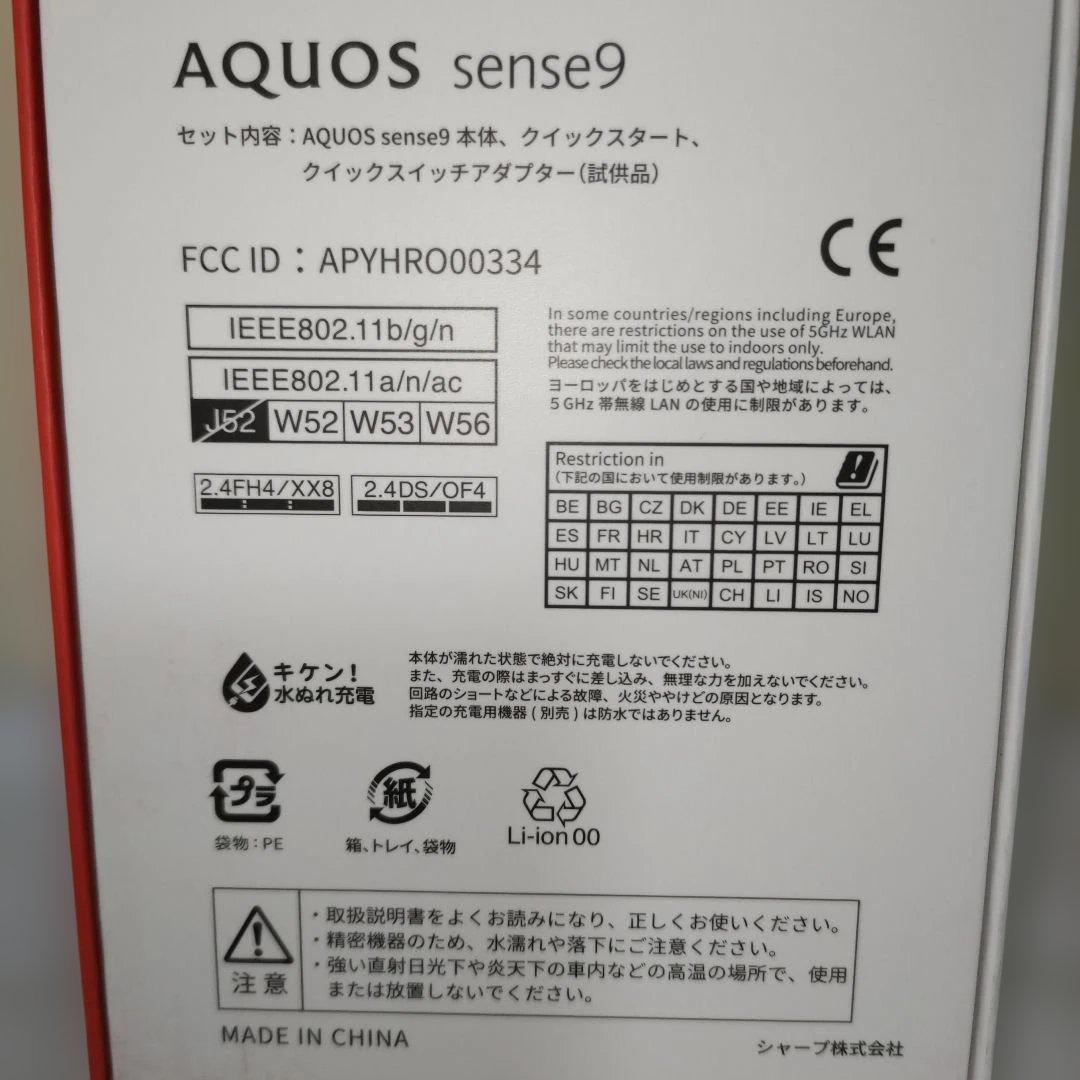 AQUOS sense9
セット内容：AQUOS sense9 本体、クイックスタート、
クイックスイッチアダプター（試供品）
FCC ID：APYHRO00334
CE
IEEE802.11b/g/n
IEEE802.11a/n/ac
J52 W52 W53 W56
2.4FH4/XX8 2.4DS/OF4
In some countries/regions including Europe,
there are restrictions on the use of 5GHz WLAN
that may limit the use to indoors only.
Please check the local laws and regulations beforehand.
ヨーロッパをはじめとする国や地域によっては、
5 GHz 帯無線 LAN の使用に制限があります。
Restriction in
（下記の国において使用制限があります。）
BE BG CZ DK DE EE IE EL
ES FR HR IT CY LV LT LU
HU MT NL AT PL PT RO SI
SK FI SE UK(NI) CH LI IS NO
キケン！
水ぬれ充電
本体が濡れた状態で絶対に充電しないでください。
また、充電の際はまっすぐに差し込み、無理な力を加えないでください。
回路のショートなどによる故障、火災ややけどの原因となります。
指定の充電用機器 ( 別売 ) は防水ではありません。
プラ
袋物：PE
紙
箱、トレイ、袋物
Li-ion 00
注意
・取扱説明書をよくお読みになり、正しくお使いください。
・精密機器のため、水濡れや落下にご注意ください。
・強い直射日光下や炎天下の車内などの高温の場所で、使用
または放置しないでください。
MADE IN CHINA
シャープ株式会社